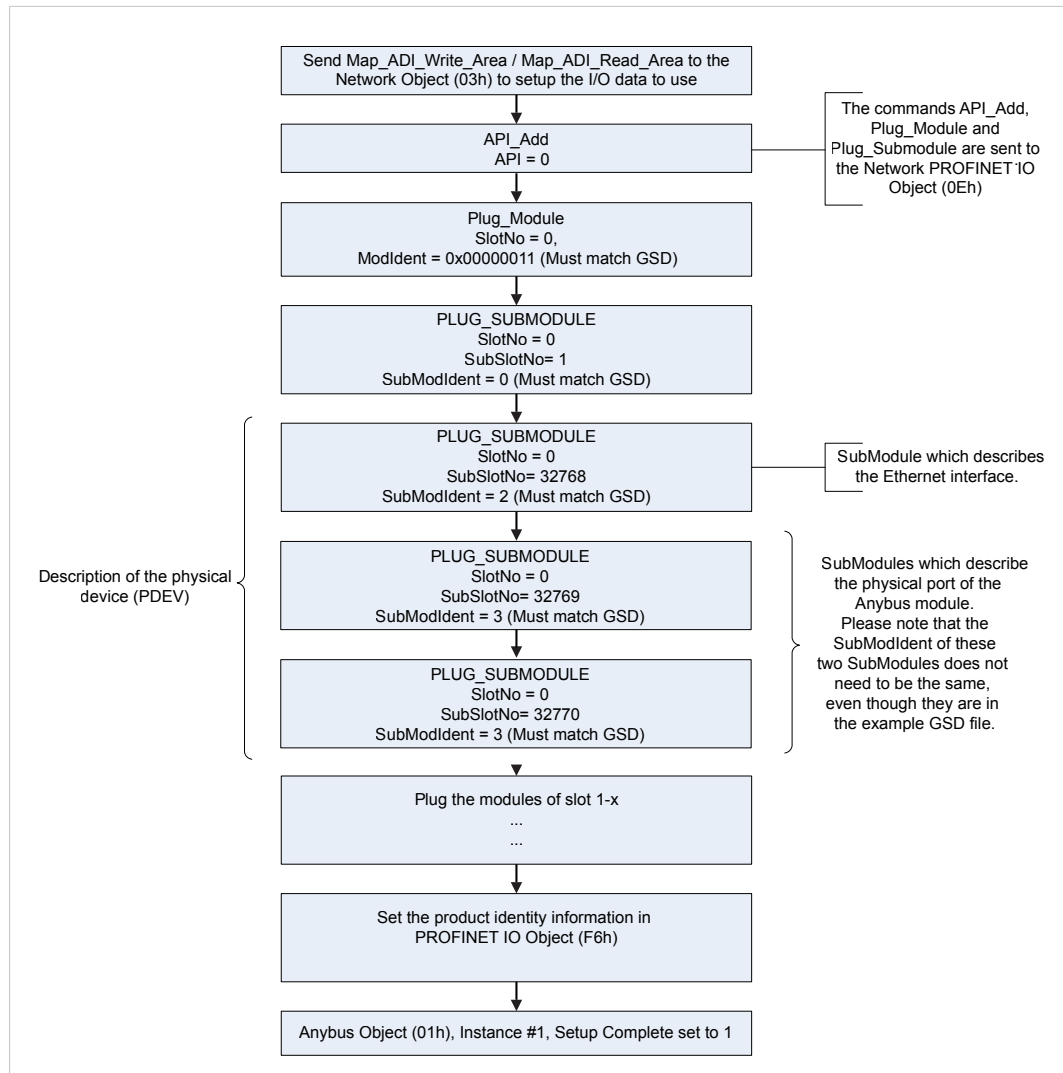 Send Map_ADI_Write_Area / Map_ADI_Read_Area to the
Network Object (03h) to setup the I/O data to use
API_Add
API = 0
The commands API_Add,
Plug_Module and
Plug_Submodule are sent to
the Network PROFINET IO
Object (0Eh)
Plug_Module
SlotNo = 0,
ModIdent = 0x00000011 (Must match GSD)
PLUG_SUBMODULE
SlotNo = 0
SubSlotNo= 1
SubModIdent = 0 (Must match GSD)
PLUG_SUBMODULE
SlotNo = 0
SubSlotNo= 32768
SubModIdent = 2 (Must match GSD)
SubModule which describes
the Ethernet interface.
Description of the physical
device (PDEV)
PLUG_SUBMODULE
SlotNo = 0
SubSlotNo= 32769
SubModIdent = 3 (Must match GSD)
PLUG_SUBMODULE
SlotNo = 0
SubSlotNo= 32770
SubModIdent = 3 (Must match GSD)
SubModules which describe
the physical port of the
Anybus module.
Please note that the
SubModIdent of these
two SubModules does not
need to be the same,
even though they are in
the example GSD file.
Plug the modules of slot 1-x
...
...
Set the product identity information in
PROFINET IO Object (F6h)
Anybus Object (01h), Instance #1, Setup Complete set to 1